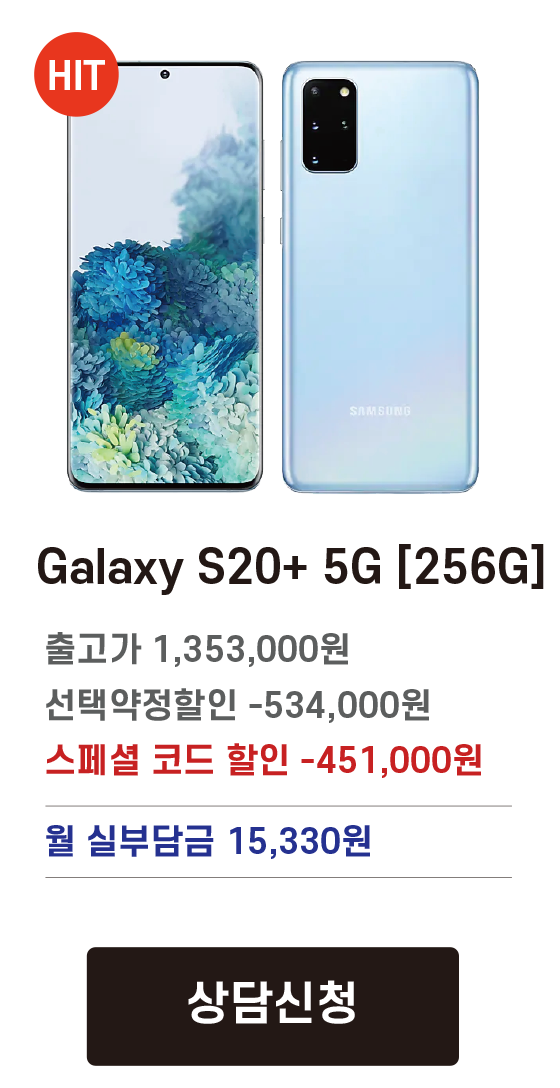 HIT
SAMSUNG
Galaxy S20+ 5G [256G]
출고가 1,353,000원
선택약정할인 -534,000원
스페셜 코드 할인 -451,000원
월 실부담금 15,330원
상담신청